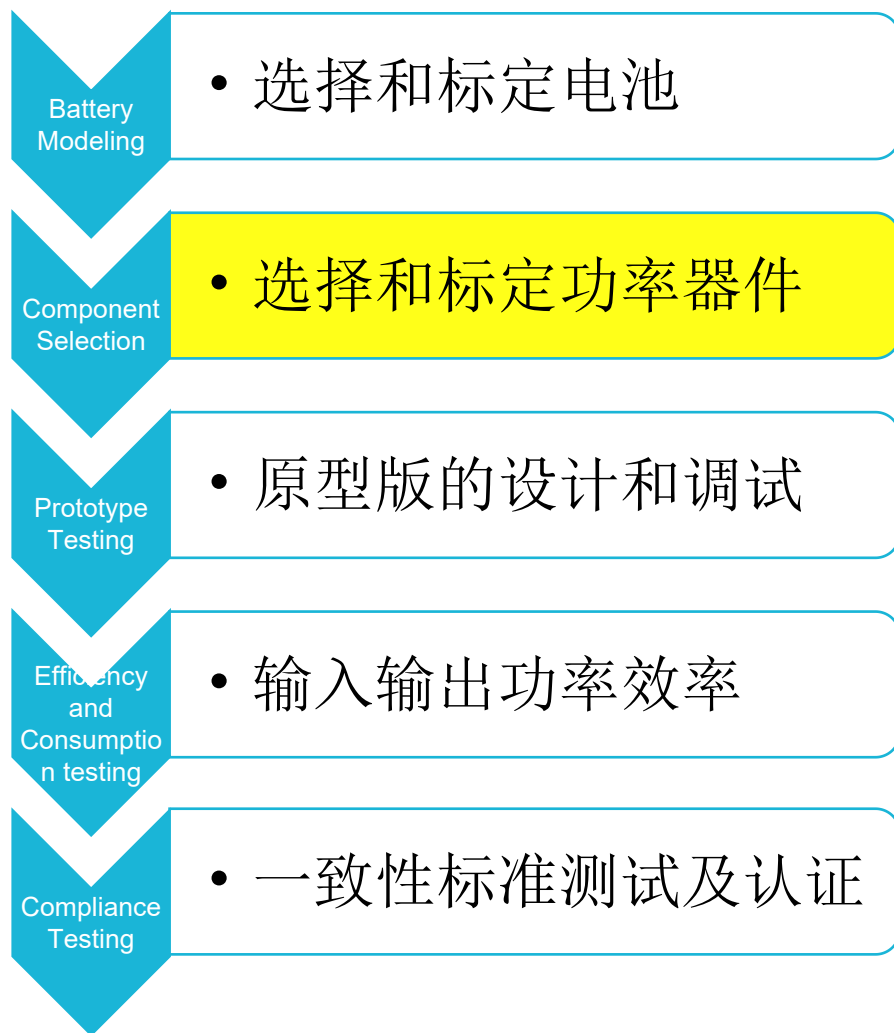 Battery
Modeling
• 选择和标定电池
Component
Selection
• 选择和标定功率器件
Prototype
Testing
• 原型版的设计和调试
Efficiency
and
Consumptio
n testing
• 输入输出功率效率
Compliance
Testing
• 一致性标准测试及认证